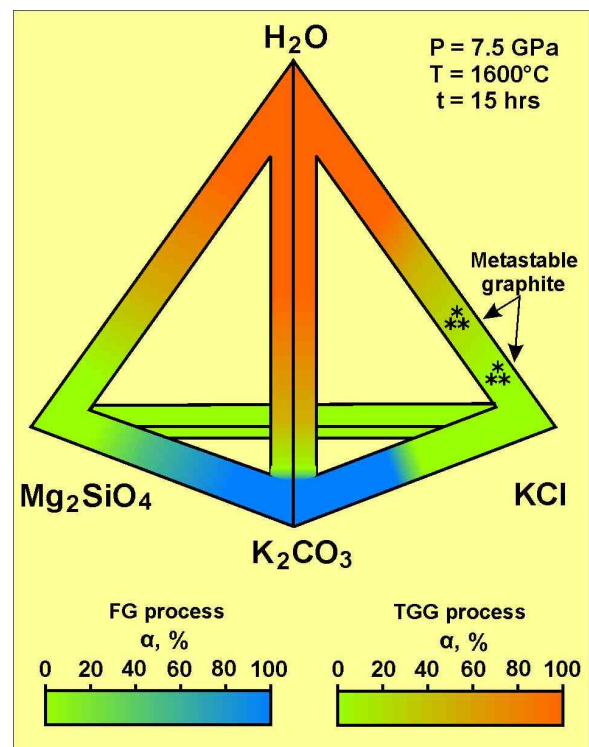 H₂O
P = 7.5 GPa
T = 1600°C
t = 15 hrs
Metastable
graphite
***
***
Mg₂SiO₄
KCl
K₂CO₃
FG process
α, %
0 20 40 60 80 100
TGG process
α, %
0 20 40 60 80 100